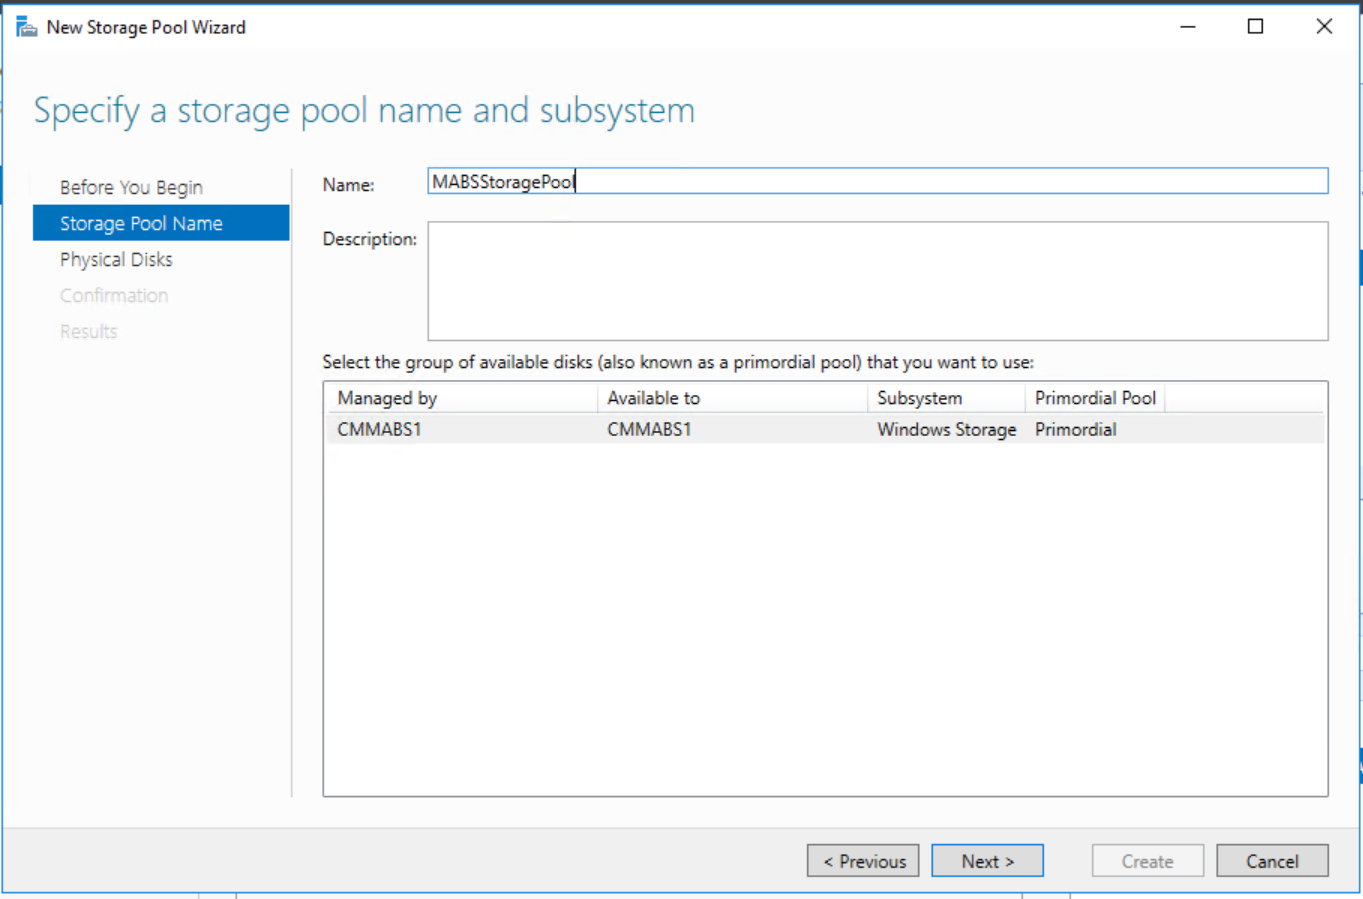 New Storage Pool Wizard
Specify a storage pool name and subsystem
Before You Begin
Storage Pool Name
Physical Disks
Confirmation
Results
Name: MABSStoragePool
Description:
Select the group of available disks (also known as a primordial pool) that you want to use:
Managed by Available to Subsystem Primordial Pool
CMMABS1 CMMABS1 Windows Storage Primordial
< Previous Next > Create Cancel